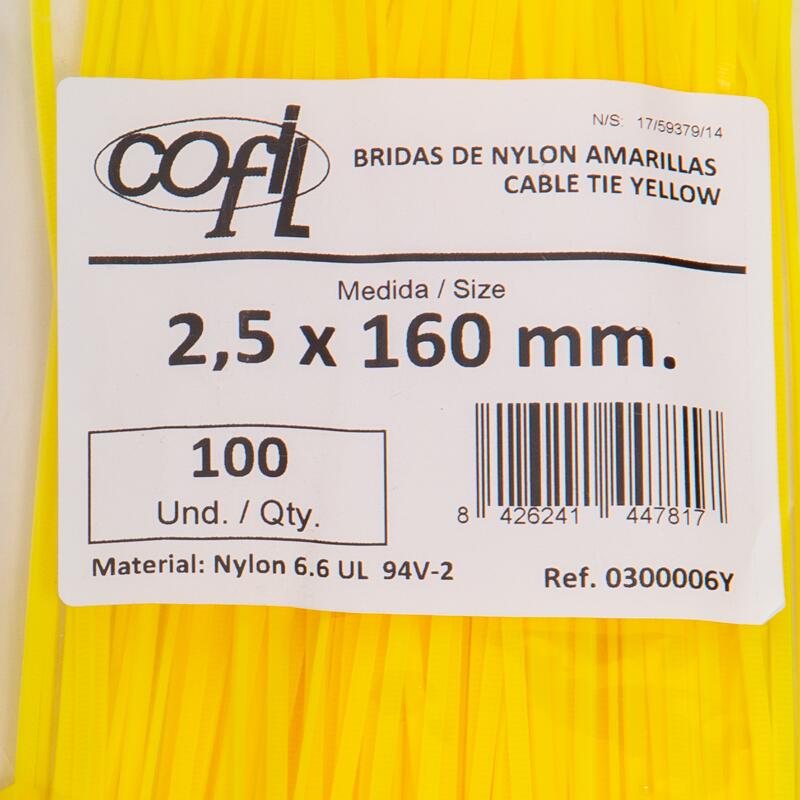 cofil
N/S: 17/59379/14
BRIDAS DE NYLON AMARILLAS
CABLE TIE YELLOW
Medida / Size
2,5 x 160 mm.
100
Und. / Qty.
8 426241 447817
Material: Nylon 6.6 UL 94V-2
Ref. 0300006Y